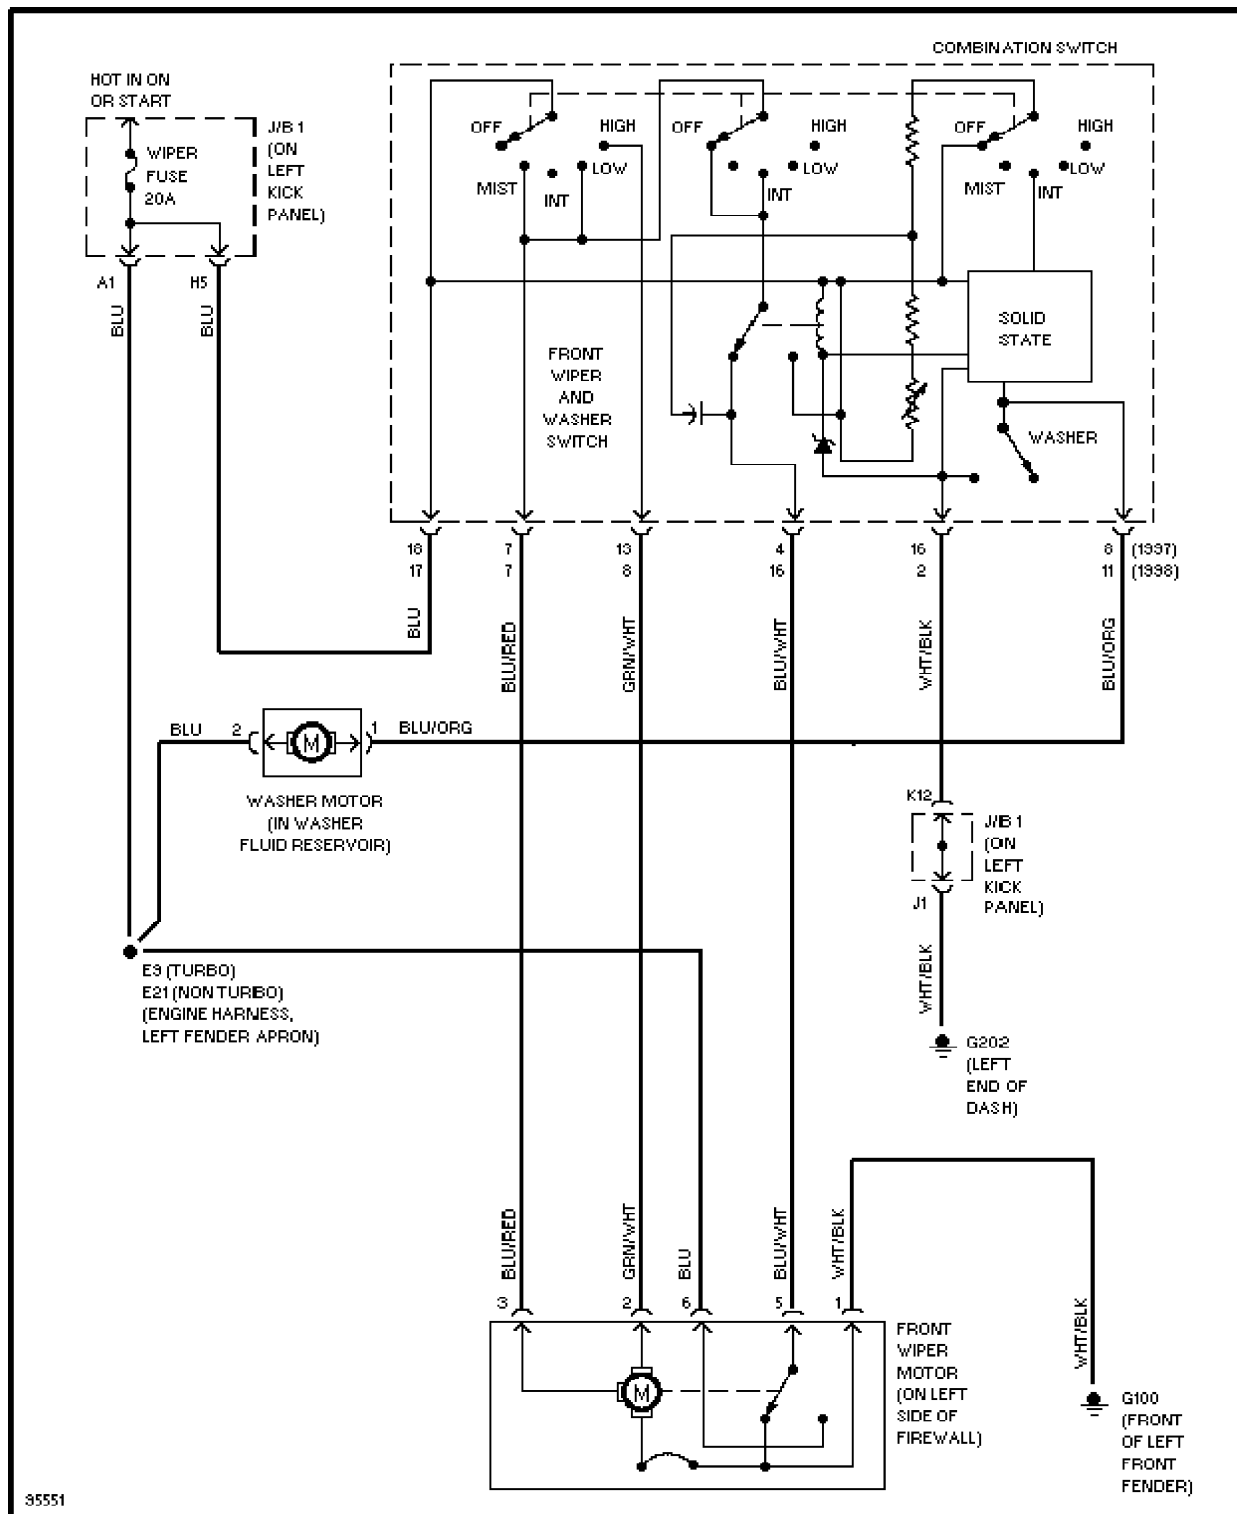 COMBINATION SWITCH
HOT IN ON
OR START
WIPER
FUSE
20A
J/B 1
(ON
LEFT
KICK
PANEL)
A1
H5
BLU
BLU
OFF
HIGH
LOW
MIST
INT
OFF
HIGH
LOW
INT
OFF
HIGH
LOW
MIST
INT
SOLID
STATE
FRONT
WIPER
AND
WASHER
SWITCH
WASHER
18
7
13
4
16
8
(1997)
17
7
8
16
2
11
(1998)
BLU
BLU/RED
GRN/WHT
BLU/WHT
WHT/BLK
BLU/ORG
BLU
2
M
1
BLU/ORG
WASHER MOTOR
(IN WASHER
FLUID RESERVOIR)
K12
J/B 1
(ON
LEFT
KICK
PANEL)
J1
WHT/BLK
E9 (TURBO)
E21 (NON TURBO)
(ENGINE HARNESS,
LEFT FENDER APRON)
G202
(LEFT
END OF
DASH)
BLU/RED
GRN/WHT
BLU
BLU/WHT
WHT/BLK
WHT/BLK
3
2
6
5
1
M
FRONT
WIPER
MOTOR
(ON LEFT
SIDE OF
FIREWALL)
G100
(FRONT
OF LEFT
FRONT
FENDER)
95551